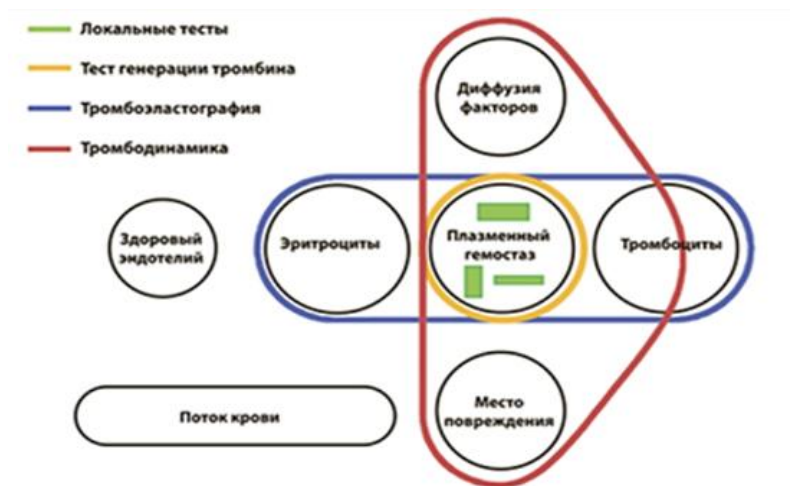 Локальные тесты
Тест генерации тромбина
Тромбоэластография
Тромбодинамика
Диффузия
факторов
Здоровый
эндотелий
Эритроциты
Плазменный
гемостаз
Тромбоциты
Поток крови
Место
повреждения